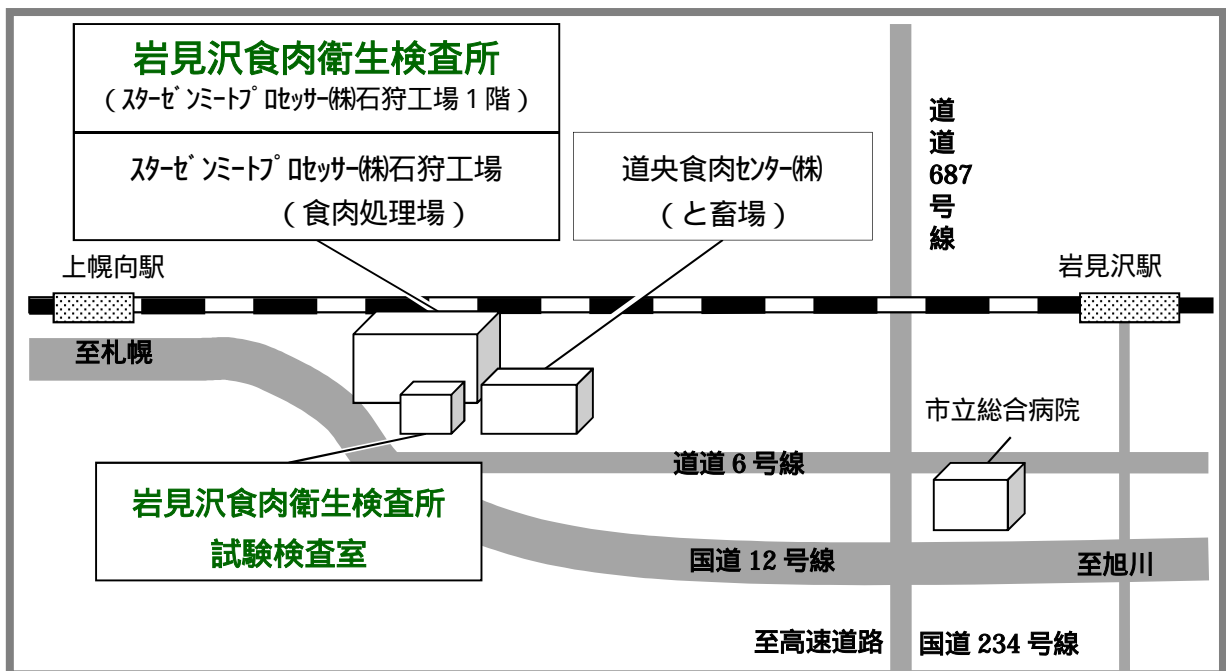 岩見沢食肉衛生検査所
（ｽﾀｰｾﾞﾝﾐｰﾄﾌﾟﾛｾｯｻｰ㈱石狩工場１階）
ｽﾀｰｾﾞﾝﾐｰﾄﾌﾟﾛｾｯｻｰ㈱石狩工場
（食肉処理場）
道央食肉ｾﾝﾀｰ㈱
（と畜場）
道道687号線
上幌向駅
岩見沢駅
至札幌
市立総合病院
道道 6 号線
岩見沢食肉衛生検査所
試験検査室
国道 12 号線
至旭川
至高速道路
国道 234 号線